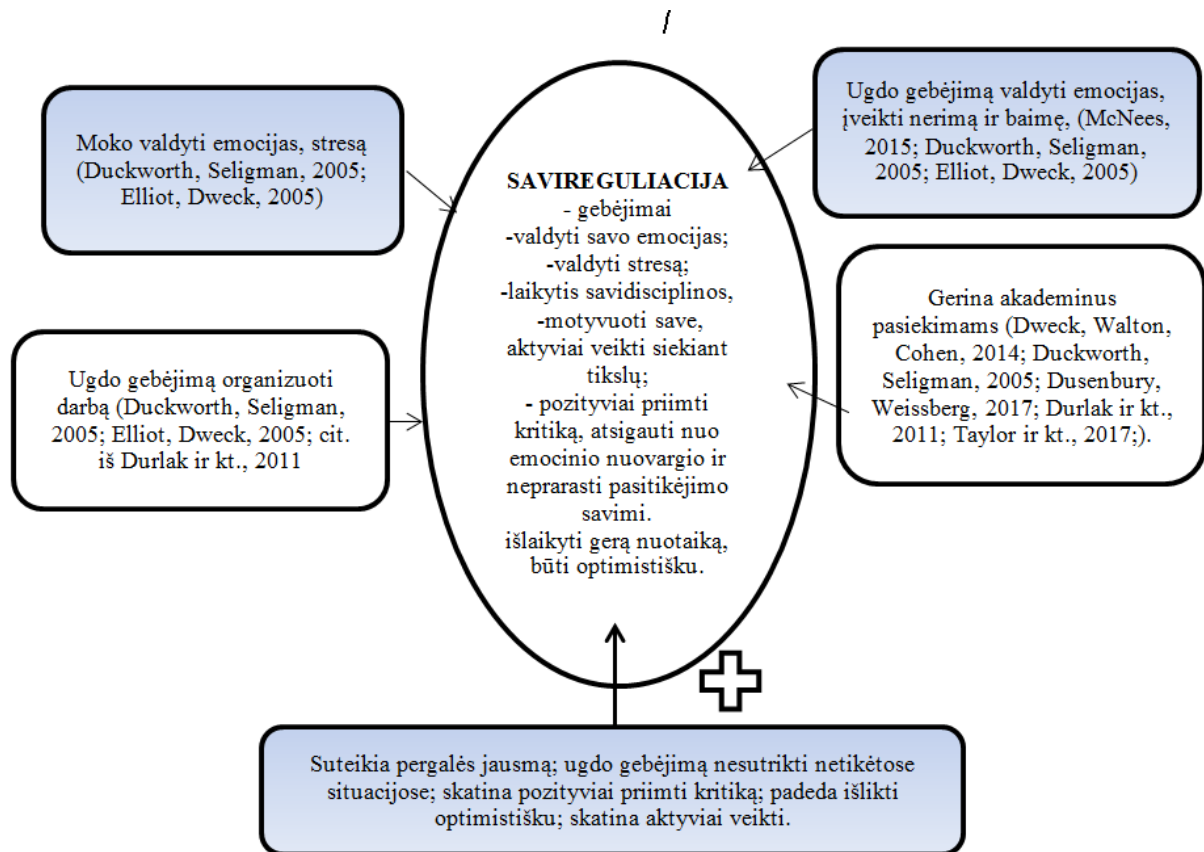 Moko valdyti emocijas, stresą
(Duckworth, Seligman, 2005;
Elliot, Dweck, 2005)
Ugdo gebėjimą valdyti emocijas,
įveikti nerimą ir baimę, (McNees,
2015; Duckworth, Seligman,
2005; Elliot, Dweck, 2005)
SAVIREGULIACIJA
- gebėjimai
-valdyti savo emocijas;
-valdyti stresą;
-laikytis savidisciplinos,
-motyvuoti save,
aktyviai veikti siekiant
tikslų;
- pozityviai priimti
kritiką, atsigauti nuo
emocinio nuovargio ir
neprarasti pasitikėjimo
savimi.
išlaikyti gerą nuotaiką,
būti optimistišku.
Ugdo gebėjimą organizuoti
darbą (Duckworth, Seligman,
2005; Elliot, Dweck, 2005; cit.
iš Durlak ir kt., 2011
Gerina akademinus
pasiekimams (Dweck, Walton,
Cohen, 2014; Duckworth,
Seligman, 2005; Dusenbury,
Weissberg, 2017; Durlak ir kt.,
2011; Taylor ir kt., 2017;).
Suteikia pergalės jausmą; ugdo gebėjimą nesutrikti netikėtose
situacijose; skatina pozityviai priimti kritiką; padeda išlikti
optimistišku; skatina aktyviai veikti.